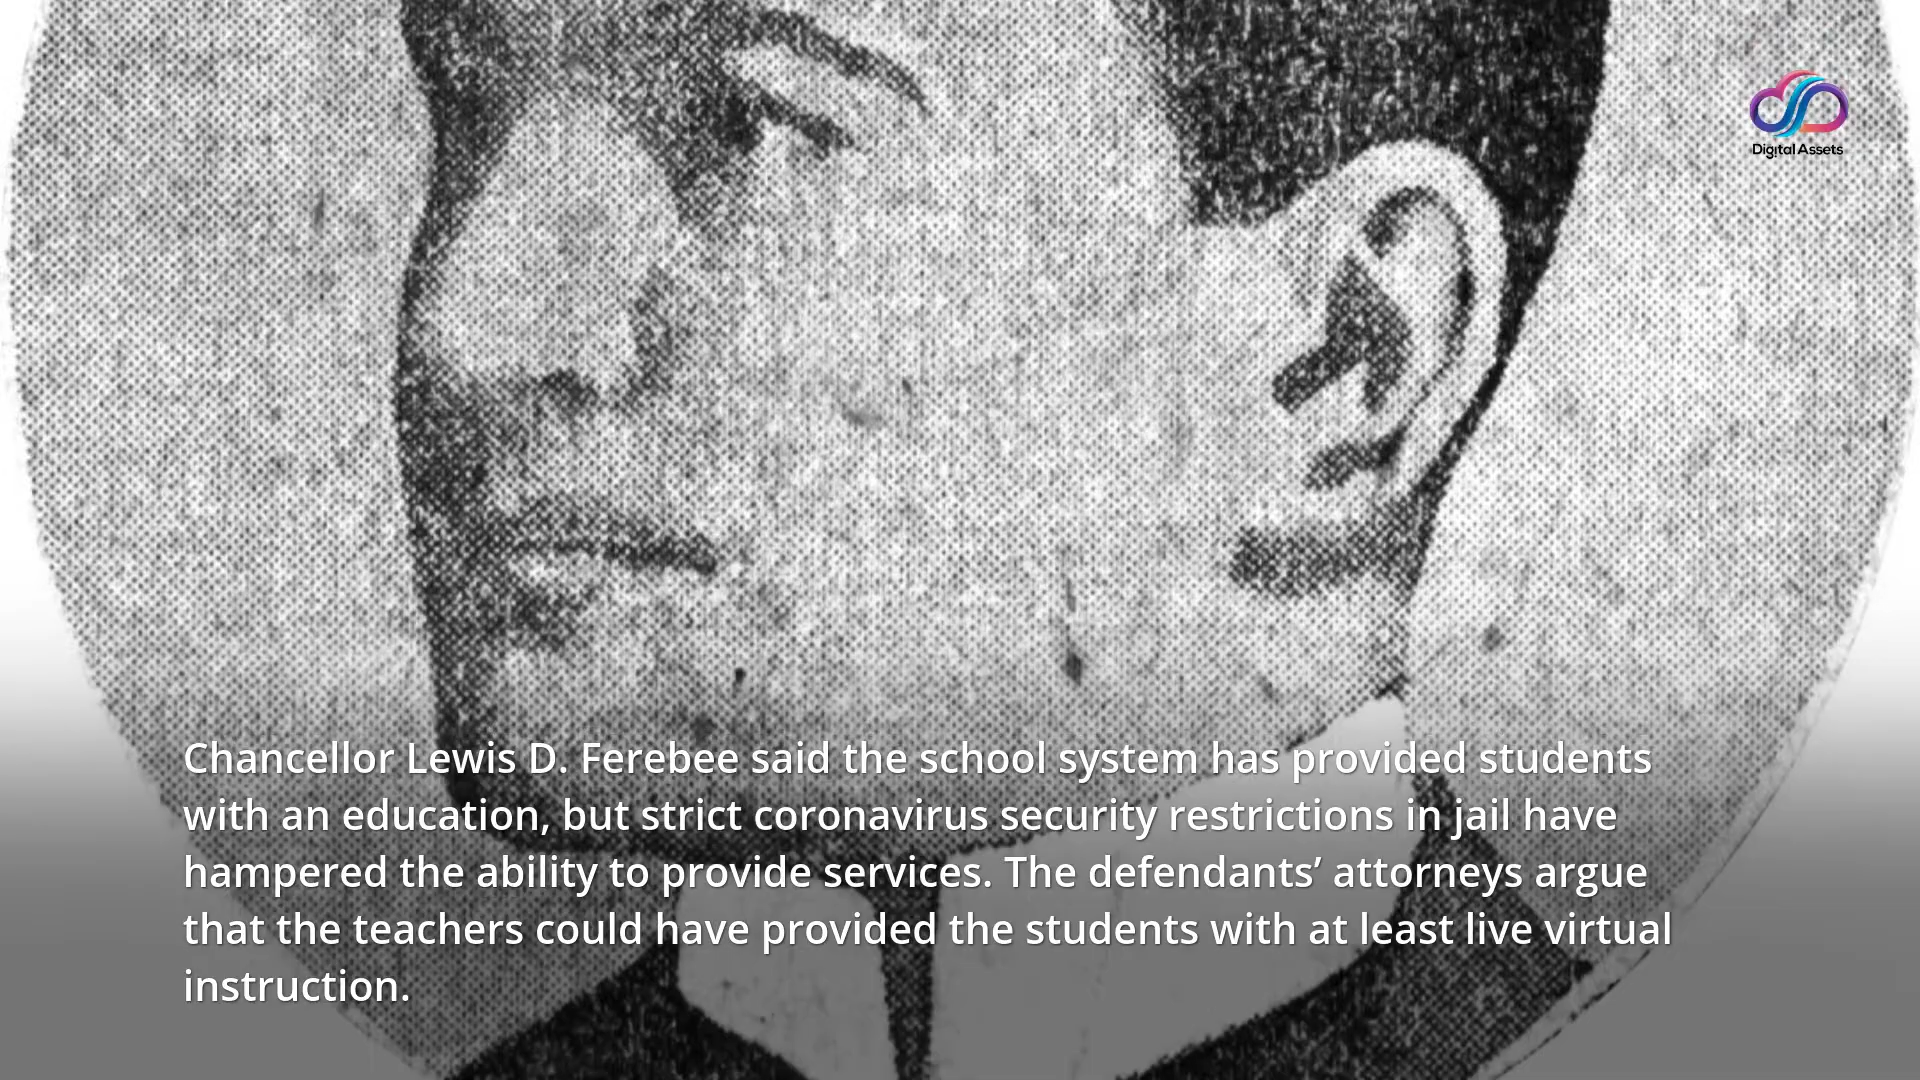 Digital Assets
Chancellor Lewis D. Ferebee said the school system has provided students
with an education, but strict coronavirus security restrictions in jail have
hampered the ability to provide services. The defendants’ attorneys argue
that the teachers could have provided the students with at least live virtual
instruction.